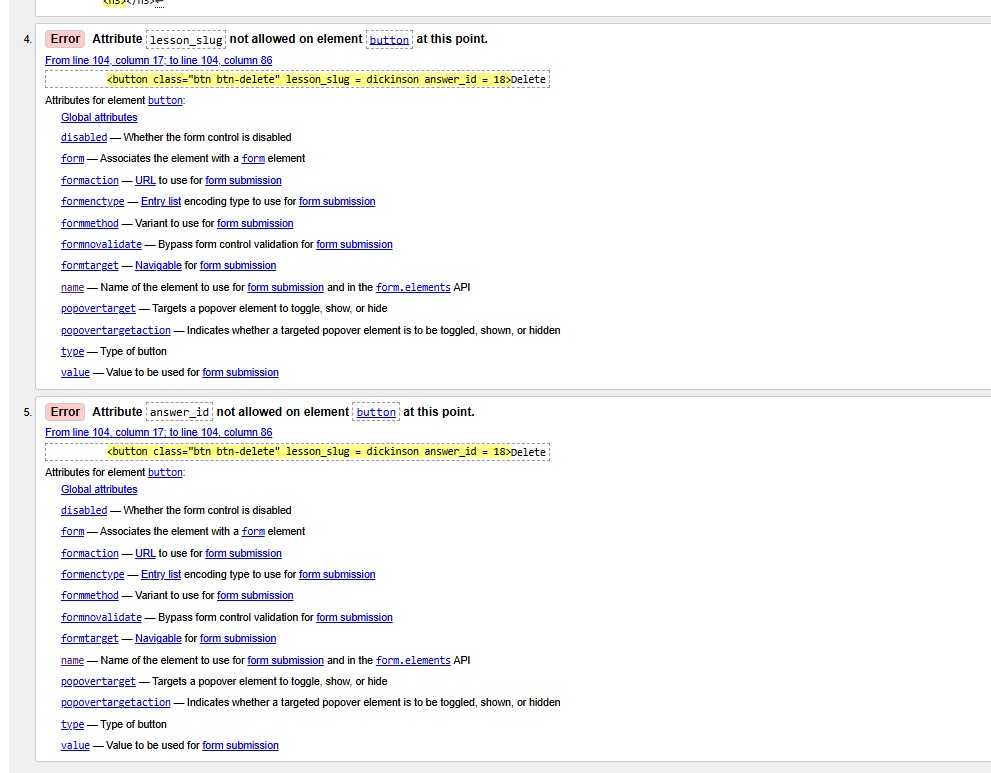 <h3></h3>↩
4. Error Attribute lesson_slug not allowed on element button at this point.
From line 104, column 17; to line 104, column 86
<button class="btn btn-delete" lesson_slug = dickinson answer_id = 18>Delete
Attributes for element button:
Global attributes
disabled — Whether the form control is disabled
form — Associates the element with a form element
formaction — URL to use for form submission
formenctype — Entry list encoding type to use for form submission
formmethod — Variant to use for form submission
formnovalidate — Bypass form control validation for form submission
formtarget — Navigable for form submission
name — Name of the element to use for form submission and in the form.elements API
popovertarget — Targets a popover element to toggle, show, or hide
popovertargetaction — Indicates whether a targeted popover element is to be toggled, shown, or hidden
type — Type of button
value — Value to be used for form submission
5. Error Attribute answer_id not allowed on element button at this point.
From line 104, column 17; to line 104, column 86
<button class="btn btn-delete" lesson_slug = dickinson answer_id = 18>Delete
Attributes for element button:
Global attributes
disabled — Whether the form control is disabled
form — Associates the element with a form element
formaction — URL to use for form submission
formenctype — Entry list encoding type to use for form submission
formmethod — Variant to use for form submission
formnovalidate — Bypass form control validation for form submission
formtarget — Navigable for form submission
name — Name of the element to use for form submission and in the form.elements API
popovertarget — Targets a popover element to toggle, show, or hide
popovertargetaction — Indicates whether a targeted popover element is to be toggled, shown, or hidden
type — Type of button
value — Value to be used for form submission